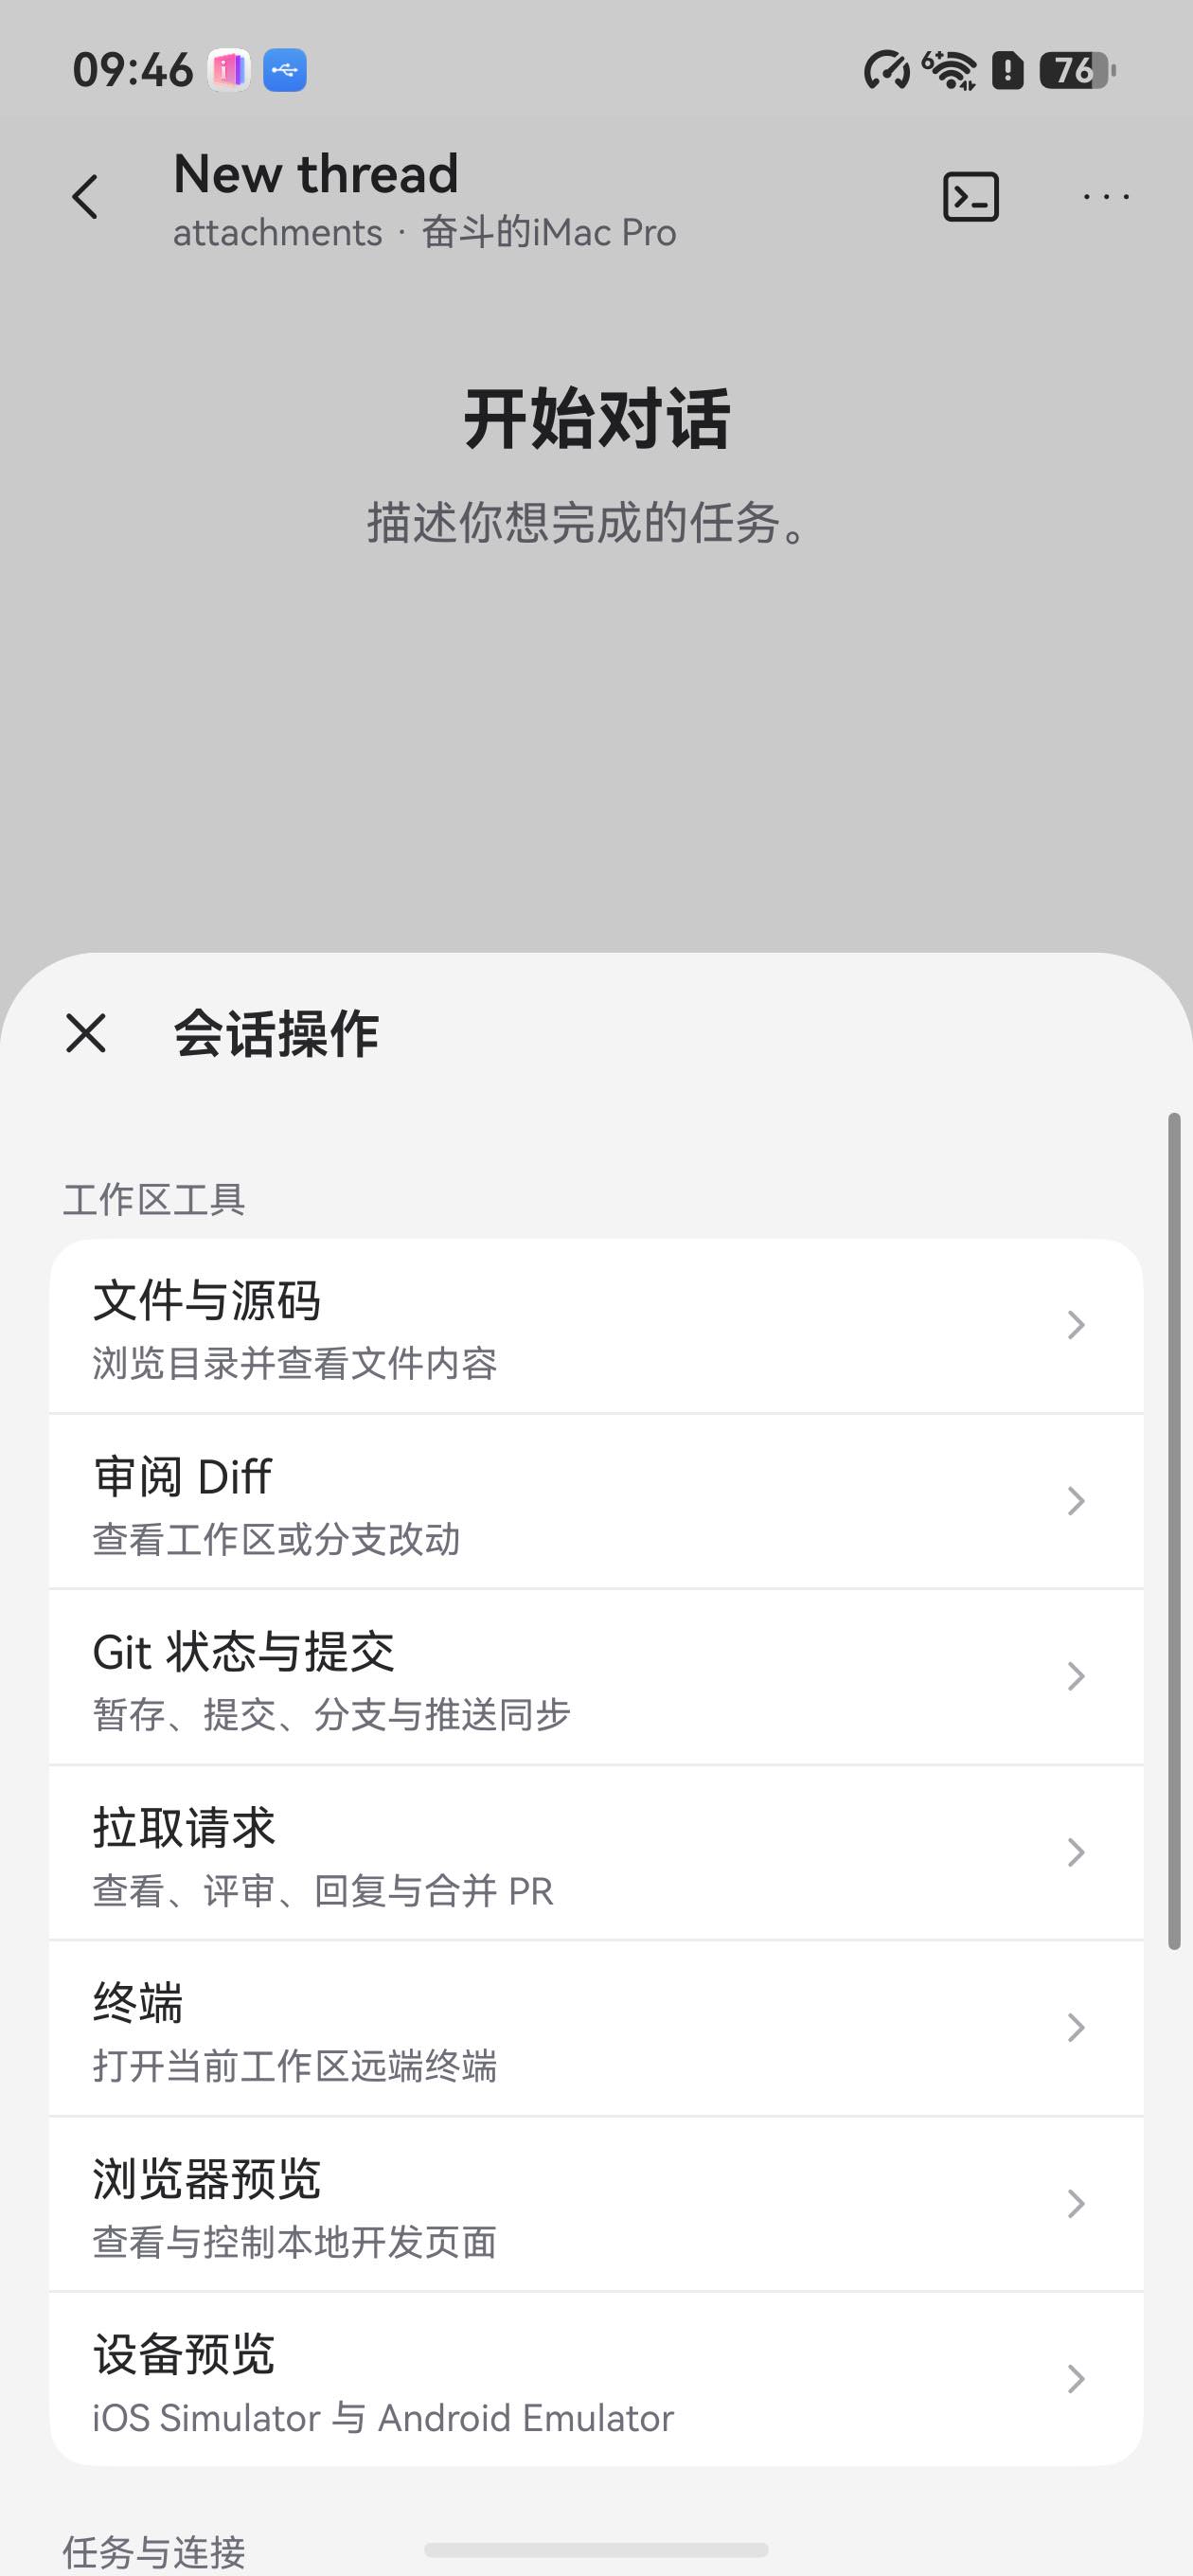 09:46
76
New thread
attachments · 奋斗的iMac Pro
开始对话
描述你想完成的任务。
会话操作
工作区工具
文件与源码
浏览目录并查看文件内容
审阅 Diff
查看工作区或分支改动
Git 状态与提交
暂存、提交、分支与推送同步
拉取请求
查看、评审、回复与合并 PR
终端
打开当前工作区远端终端
浏览器预览
查看与控制本地开发页面
设备预览
iOS Simulator 与 Android Emulator
任务与连接